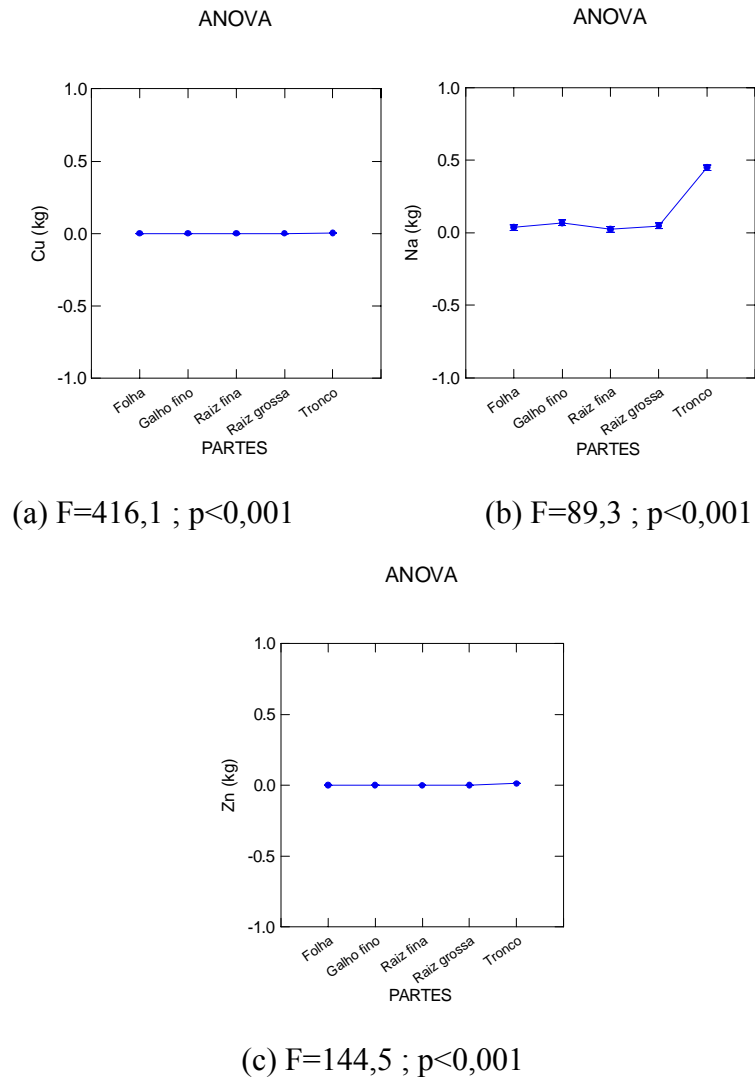 ANOVA
1.0
0.5
0.0
-0.5
-1.0
Cu (kg)
Folha
Galho fino
Raiz fina
Raiz grossa
Tronco
PARTES
(a) F=416,1 ; p<0,001
ANOVA
1.0
0.5
0.0
-0.5
-1.0
Na (kg)
Folha
Galho fino
Raiz fina
Raiz grossa
Tronco
PARTES
(b) F=89,3 ; p<0,001
ANOVA
1.0
0.5
0.0
-0.5
-1.0
Zn (kg)
Folha
Galho fino
Raiz fina
Raiz grossa
Tronco
PARTES
(c) F=144,5 ; p<0,001